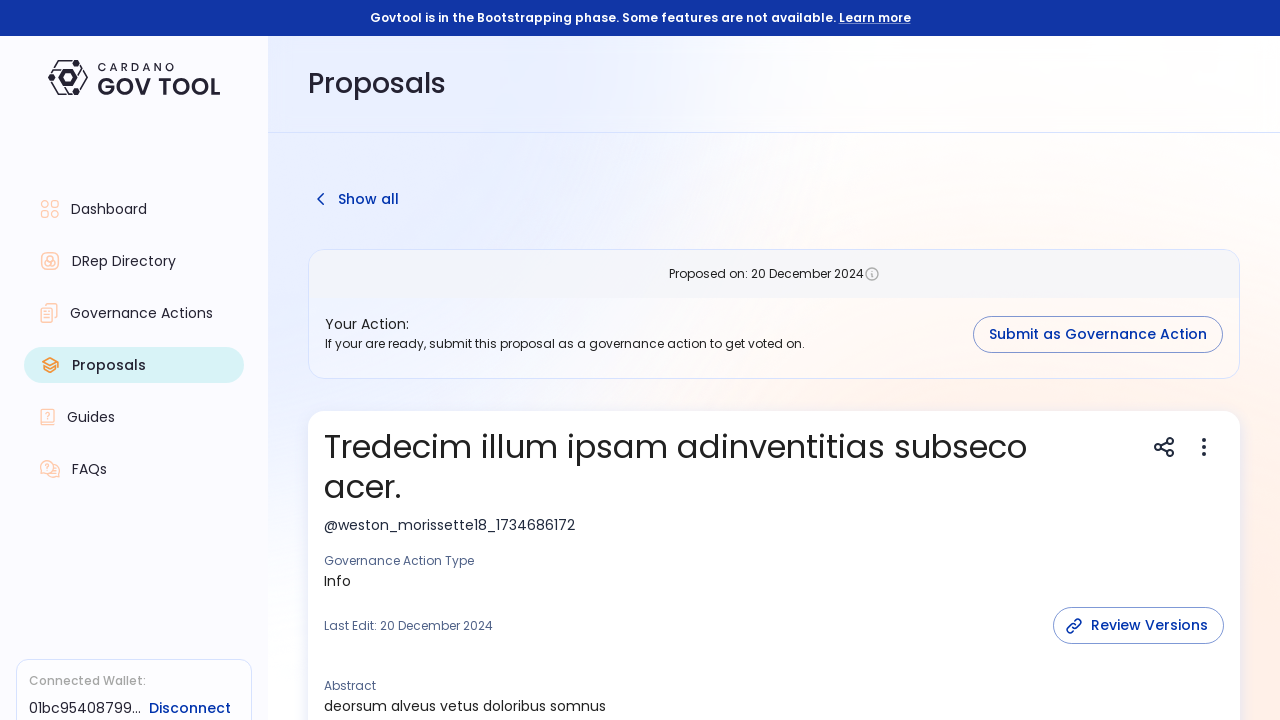 Govtool is in the Bootstrapping phase. Some features are not available. Learn more
CARDANO
GOV TOOL
Proposals
Dashboard
DRep Directory
Governance Actions
Proposals
Guides
FAQs
Connected Wallet:
01bc95408799... Disconnect
Show all
Proposed on: 20 December 2024
Your Action:
If your are ready, submit this proposal as a governance action to get voted on.
Submit as Governance Action
Tredecim illum ipsam adinventitias subseco
acer.
@weston_morissette18_1734686172
Governance Action Type
Info
Last Edit: 20 December 2024
Review Versions
Abstract
deorsum alveus vetus doloribus somnus